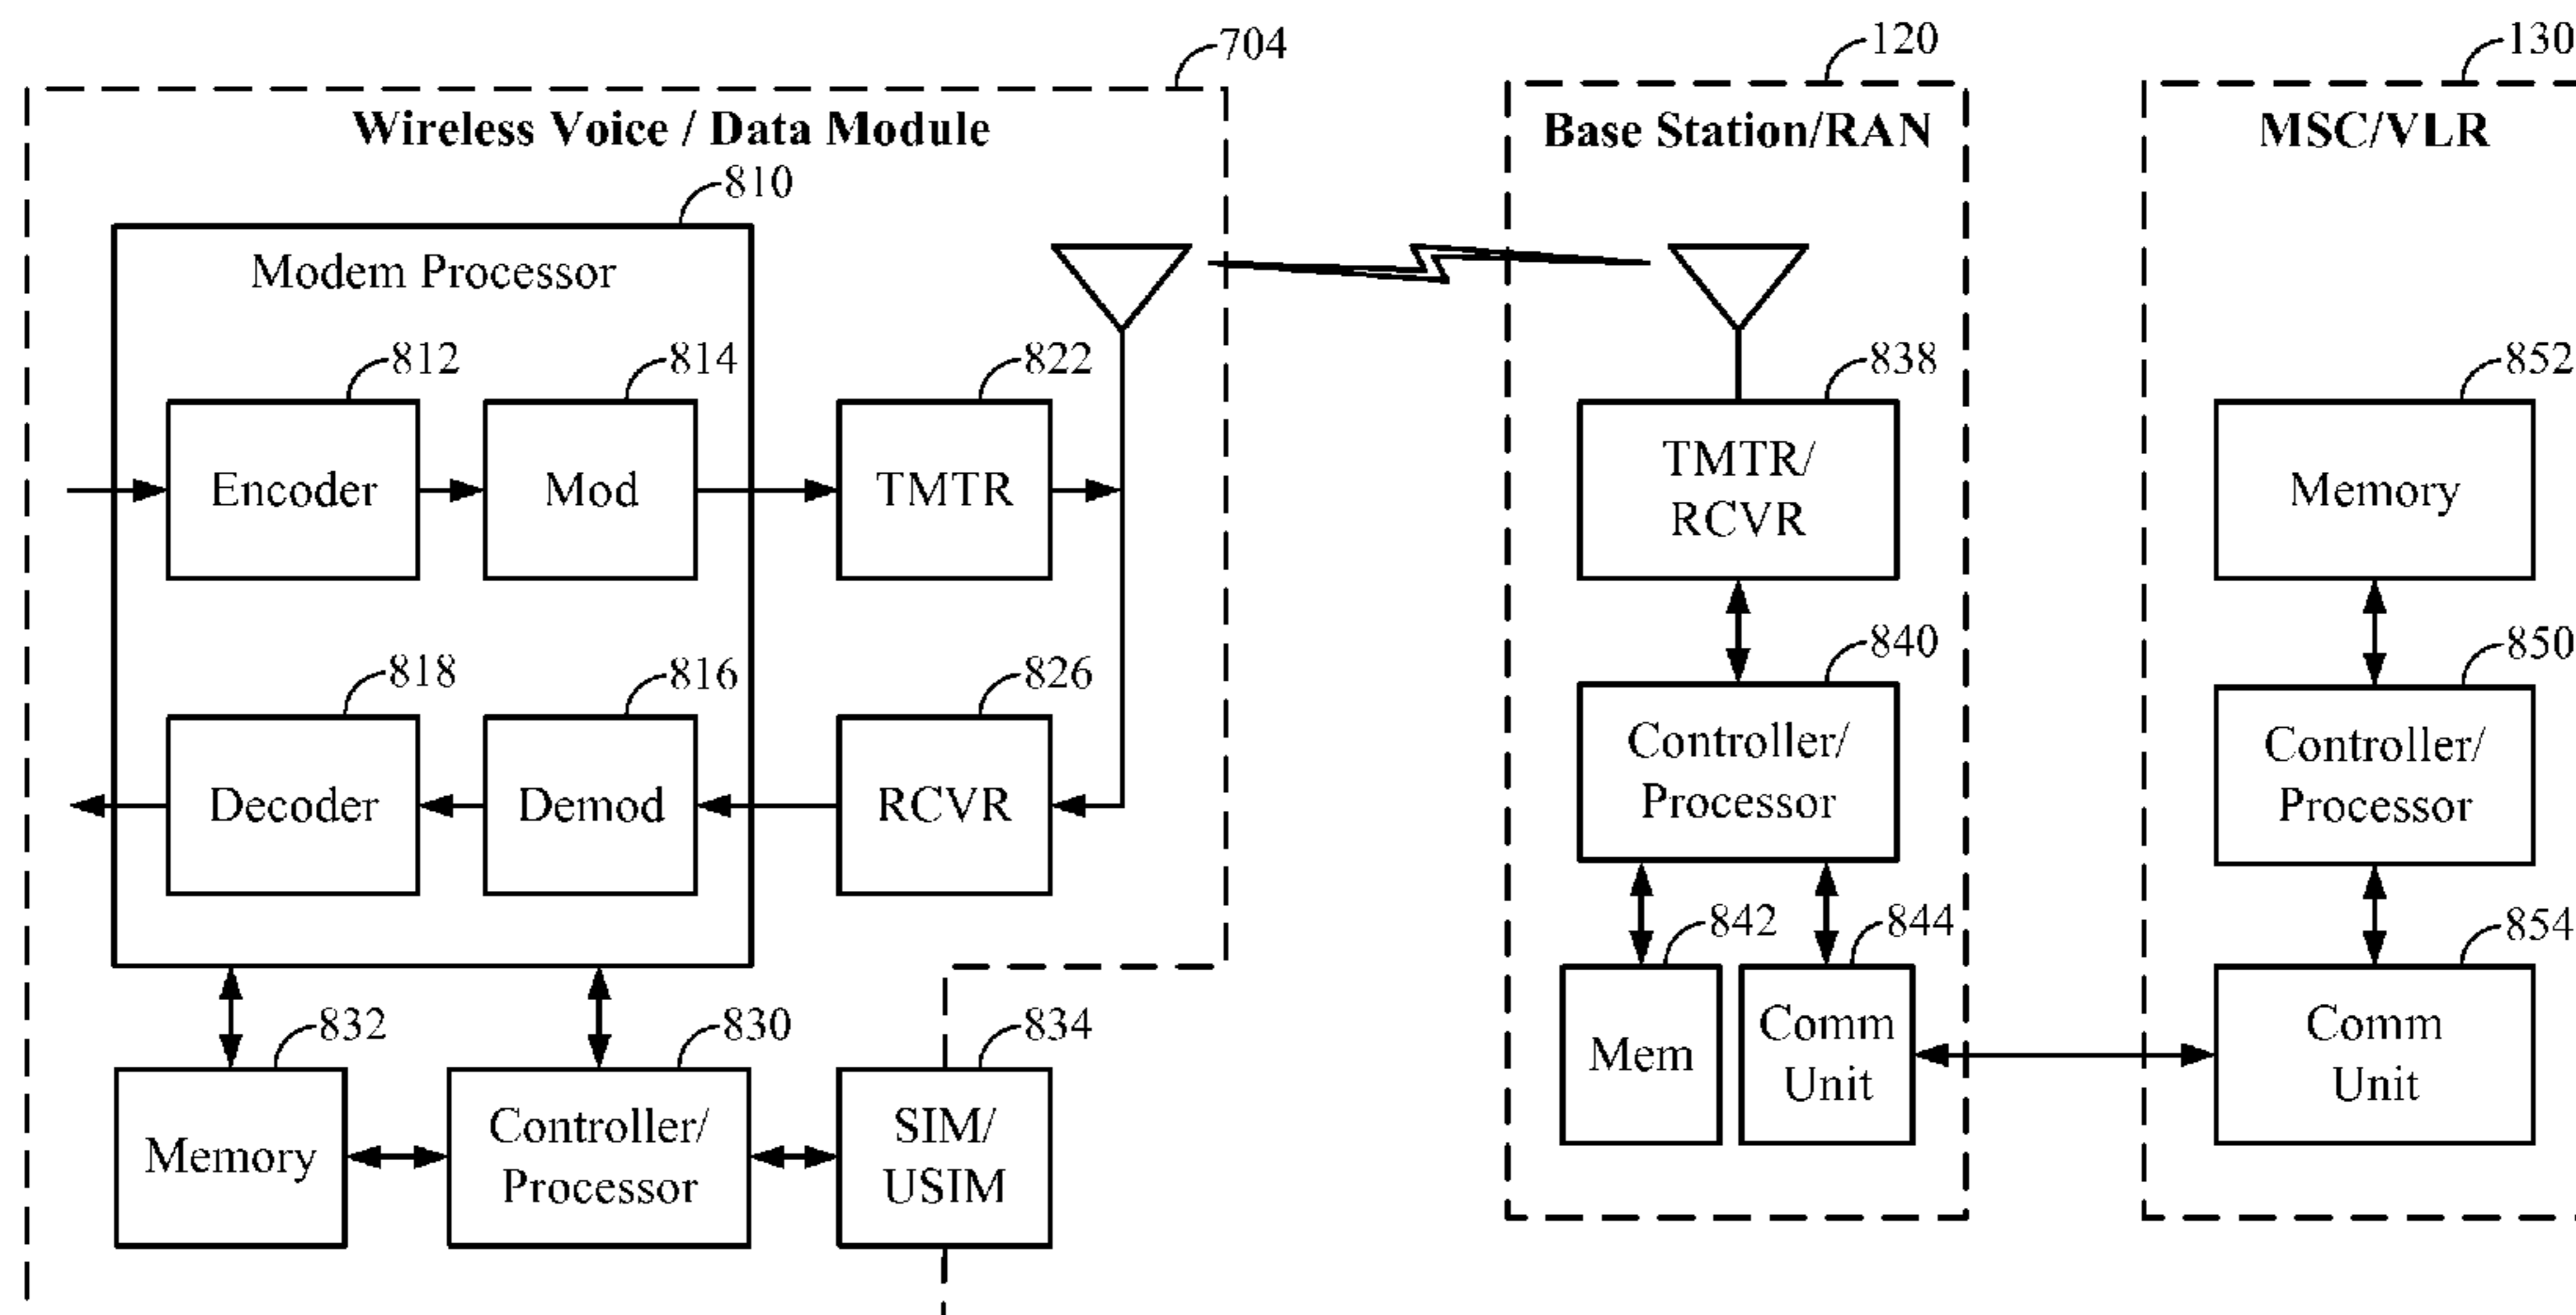 704
120
130
Wireless Voice / Data Module
Base Station/RAN
MSC/VLR
810
Modem Processor
812
814
822
838
852
Encoder
Mod
TMTR
TMTR/
RCVR
Memory
818
816
826
840
850
Decoder
Demod
RCVR
Controller/
Processor
Controller/
Processor
842
844
854
832
830
834
Mem
Comm
Unit
Comm
Unit
Memory
Controller/
Processor
SIM/
USIM